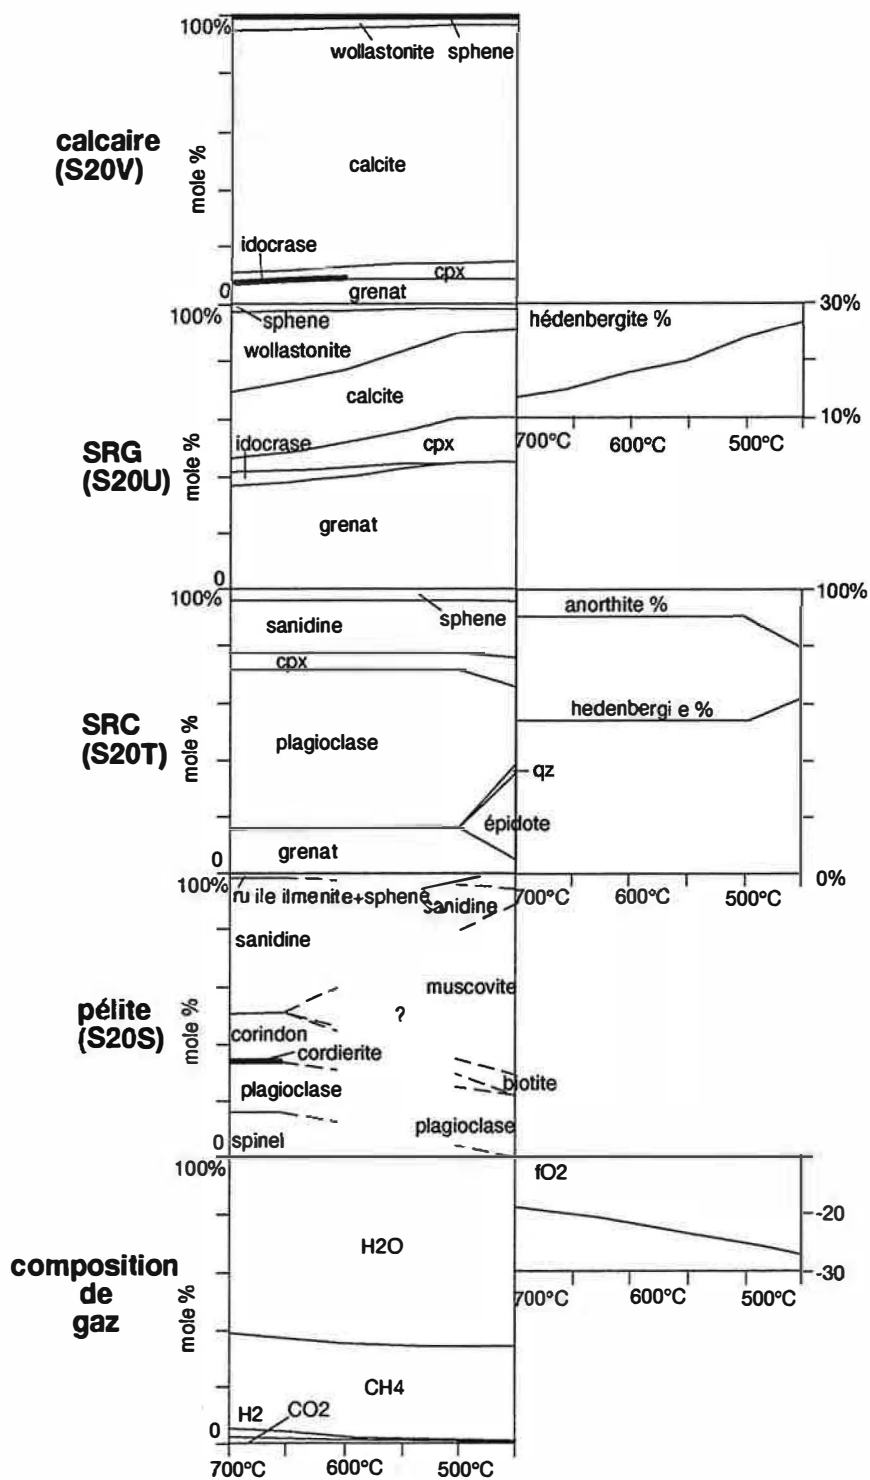 100%
wollastonite sphene
calcaire
(S20V)
mole %
calcite
idocrase
cpx
0
grenat
100%
sphene
wollastonite
calcite
SRG
(S20U)
mole %
idocrase
cpx
grenat
0
hédenbergite %
30%
10%
700°C 600°C 500°C
100%
sphene
sanidine
cpx
SRC
(S20T)
mole %
plagioclase
qz
épidote
grenat
0
100%
anorthite %
hedenbergi e %
0%
700°C 600°C 500°C
100%
ru ile ilmenite+sphene
sanidine
sanidine
muscovite
pélite
(S20S)
mole %
?
corindon
cordierite
plagioclase
biotite
plagioclase
0
spinel
100%
fO2
-20
-30
700°C 600°C 500°C
H2O
composition
de
gaz
mole %
CH4
H2
CO2
0
700°C 600°C 500°C